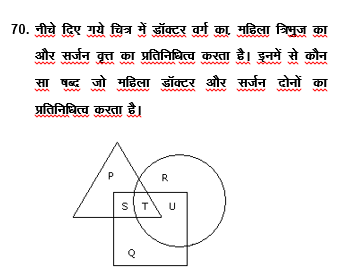 70. नीचे दिए गये चित्र में डॉक्टर वर्ग का, महिला त्रिभुज का
और सर्जन वृत्त का प्रतिनिधित्व करता है। इनमें से कौन
सा षब्द जो महिला डॉक्टर और सर्जन दोनों का
प्रतिनिधित्व करता है।
P R
S T U
Q